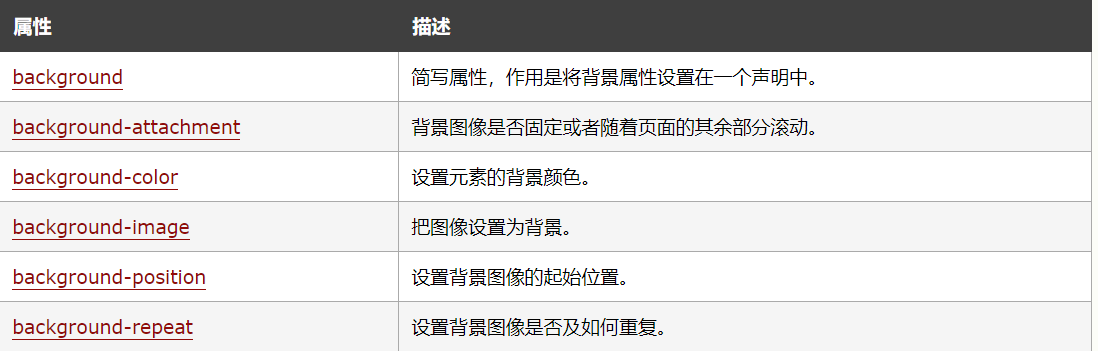 属性 描述
background 简写属性，作用是将背景属性设置在一个声明中。
background-attachment 背景图像是否固定或者随着页面的其余部分滚动。
background-color 设置元素的背景颜色。
background-image 把图像设置为背景。
background-position 设置背景图像的起始位置。
background-repeat 设置背景图像是否及如何重复。